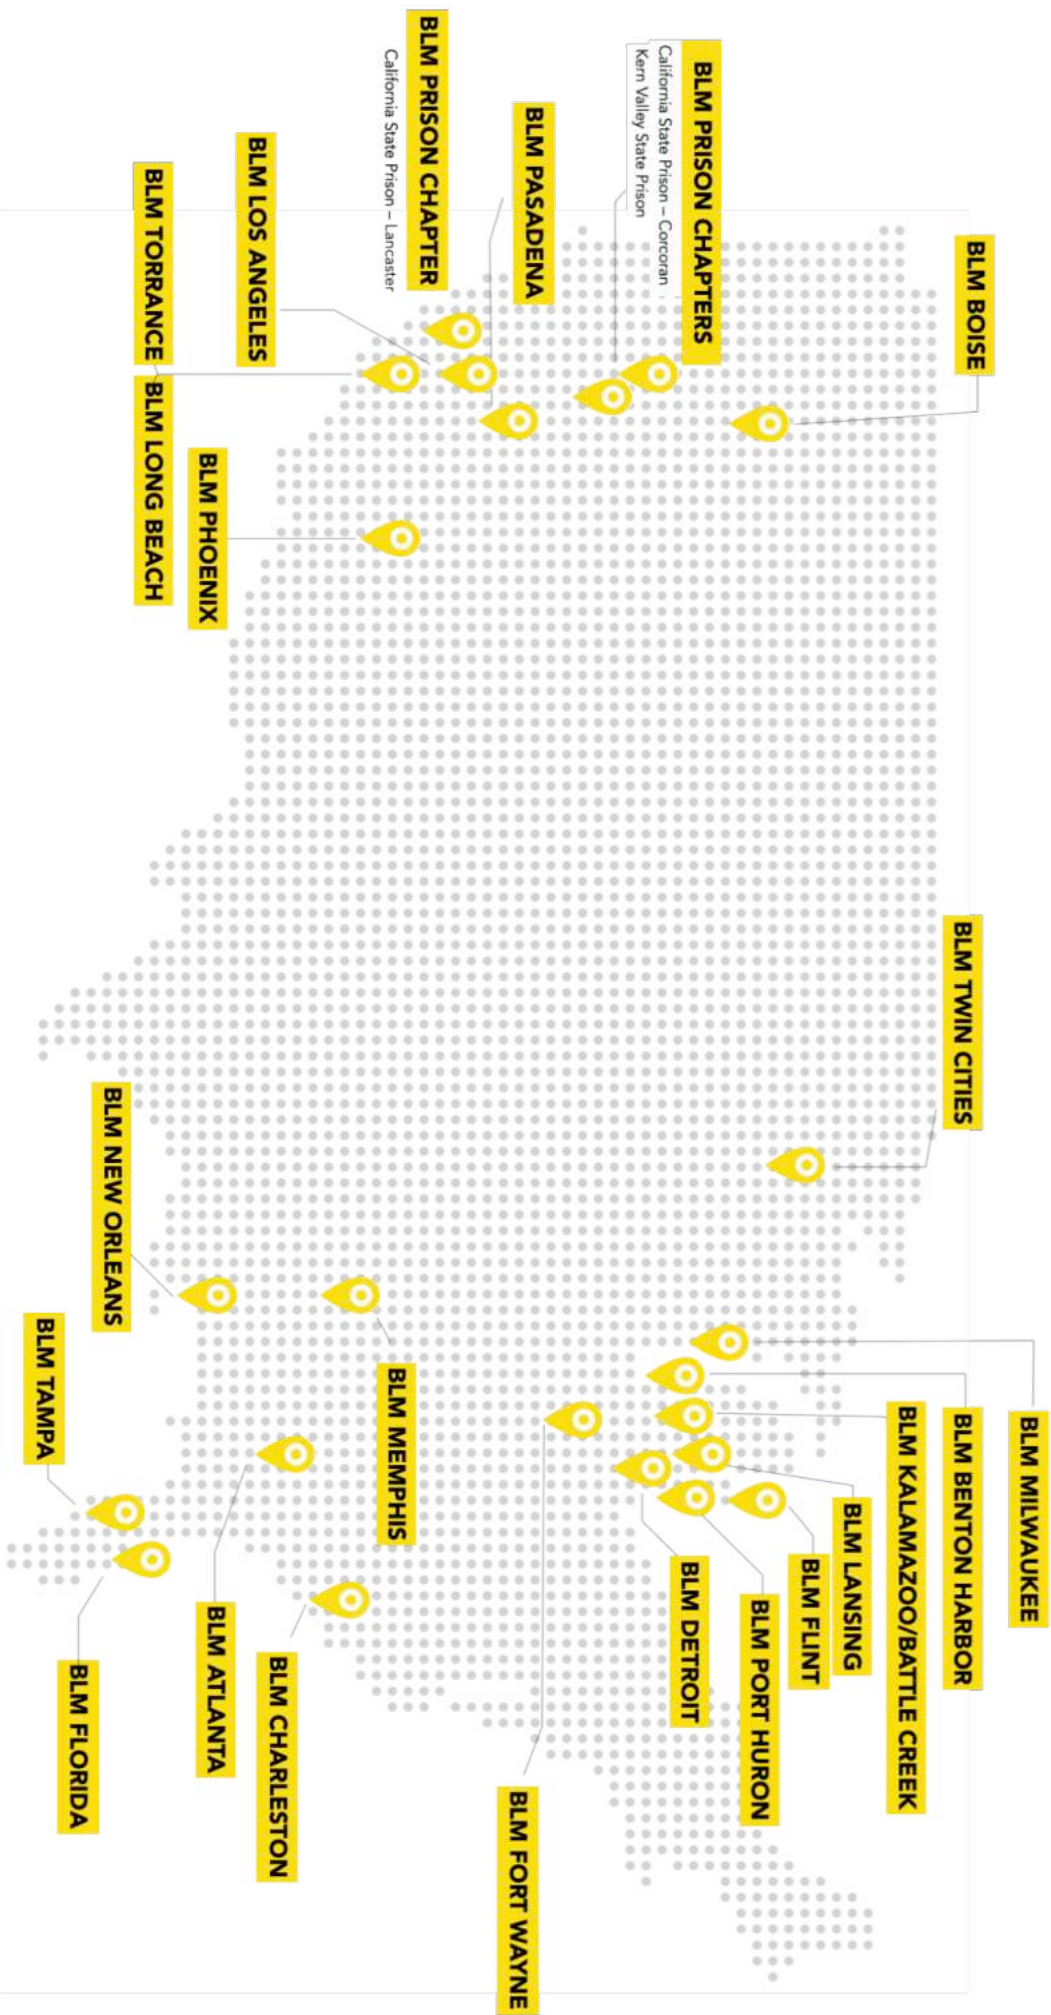 BLM BOISE
BLM TWIN CITIES
BLM MILWAUKEE
BLM BENTON HARBOR
BLM KALAMAZOO/BATTLE CREEK
BLM LANSING
BLM FLINT
BLM PORT HURON
BLM DETROIT
BLM FORT WAYNE
BLM PRISON CHAPTERS
California State Prison – Corcoran
Kern Valley State Prison
BLM PASADENA
BLM PRISON CHAPTER
California State Prison – Lancaster
BLM LOS ANGELES
BLM TORRANCE
BLM LONG BEACH
BLM PHOENIX
BLM MEMPHIS
BLM CHARLESTON
BLM ATLANTA
BLM NEW ORLEANS
BLM TAMPA
BLM FLORIDA